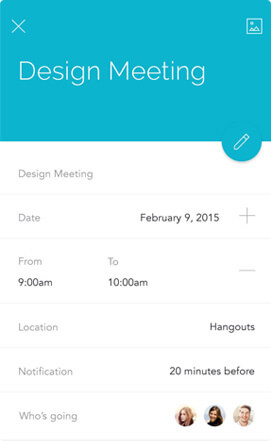 Design Meeting
Design Meeting
Date February 9, 2015
From To
9:00am 10:00am
Location Hangouts
Notification 20 minutes before
Who's going